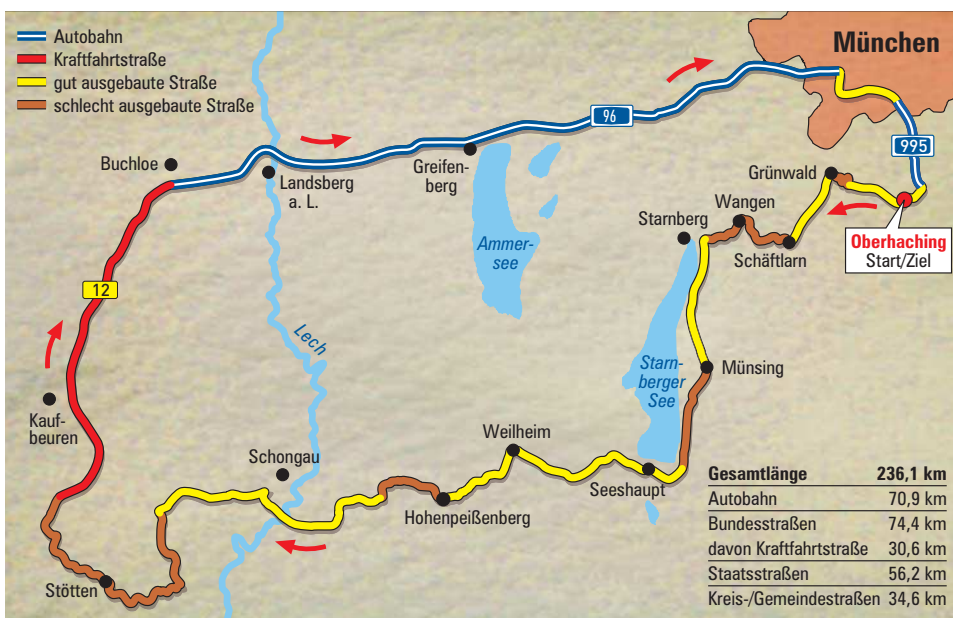 Autobahn
Kraftfahrtstraße
gut ausgebaute Straße
schlecht ausgebaute Straße
München
96
995
Buchloe
Landsberg
a. L.
Greifen-
berg
Grünwald
Wangen
Starnberg
Schäftlarn
Oberhaching
Start/Ziel
Ammer-
see
12
Lech
Starn-
berger
See
Münsing
Kauf-
beuren
Schongau
Weilheim
Seeshaupt
Hohenpeißenberg
Stötten
Gesamtlänge 236,1 km
Autobahn 70,9 km
Bundesstraßen 74,4 km
davon Kraftfahrtstraße 30,6 km
Staatsstraßen 56,2 km
Kreis-/Gemeindestraßen 34,6 km